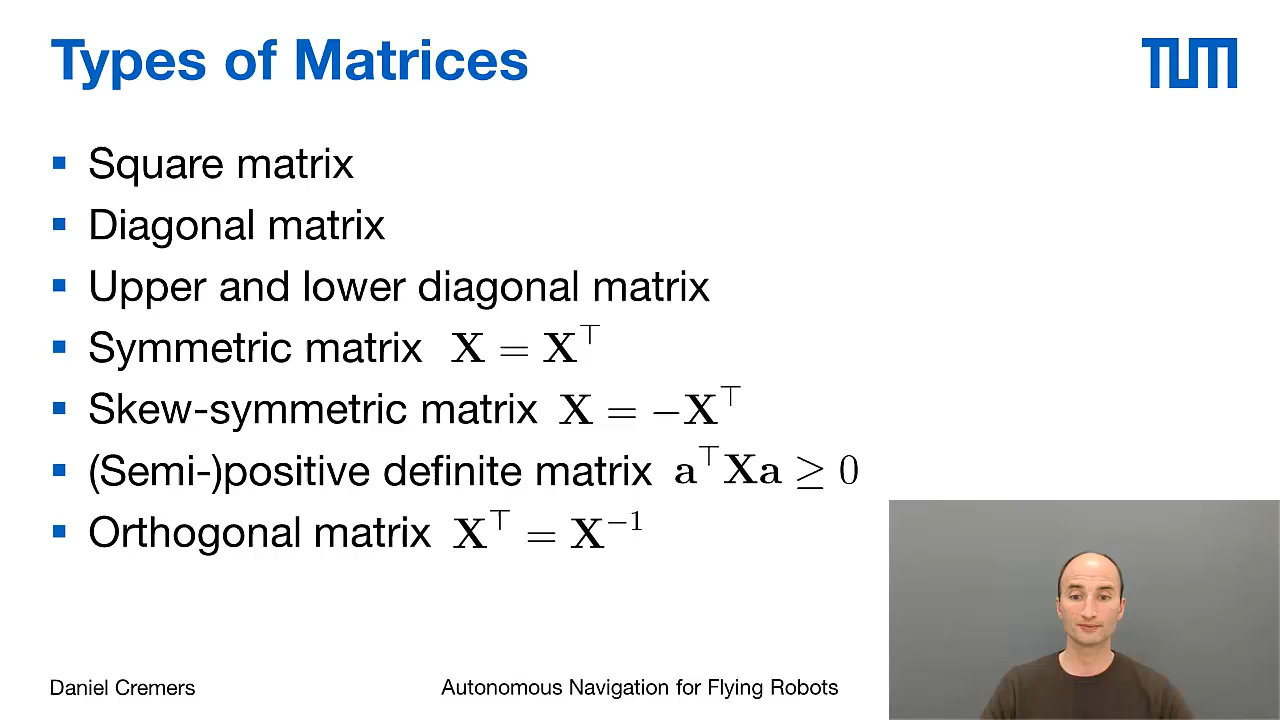 Types of Matrices
TUM
Square matrix
Diagonal matrix
Upper and lower diagonal matrix
Symmetric matrix X = X⊤
Skew-symmetric matrix X = −X⊤
(Semi-)positive definite matrix a⊤Xa ≥ 0
Orthogonal matrix X⊤ = X−1
Daniel Cremers
Autonomous Navigation for Flying Robots